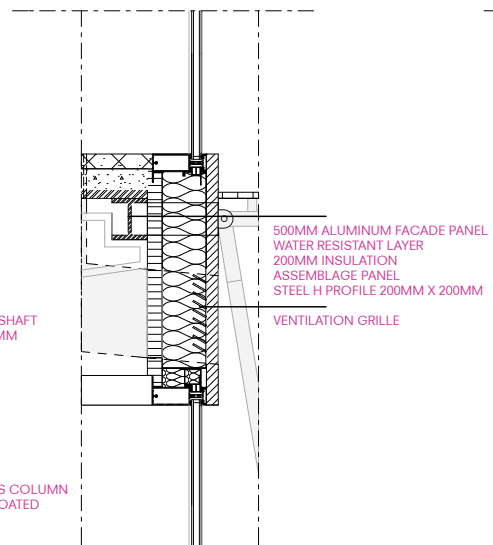 500MM ALUMINUM FACADE PANEL
WATER RESISTANT LAYER
200MM INSULATION
ASSEMBLAGE PANEL
STEEL H PROFILE 200MM X 200MM
SHAFT
VENTILATION GRILLE
MM
S COLUMN
OATED